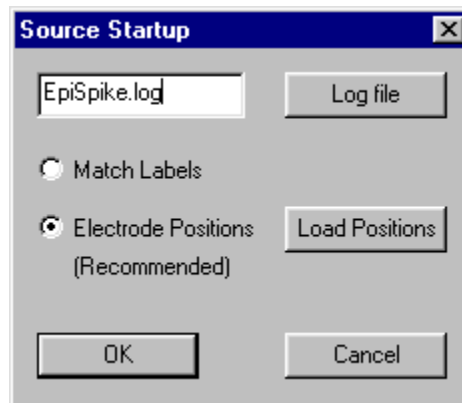 Source Startup
EpiSpike.log
Log file
Match Labels
Electrode Positions
(Recommended)
Load Positions
OK
Cancel